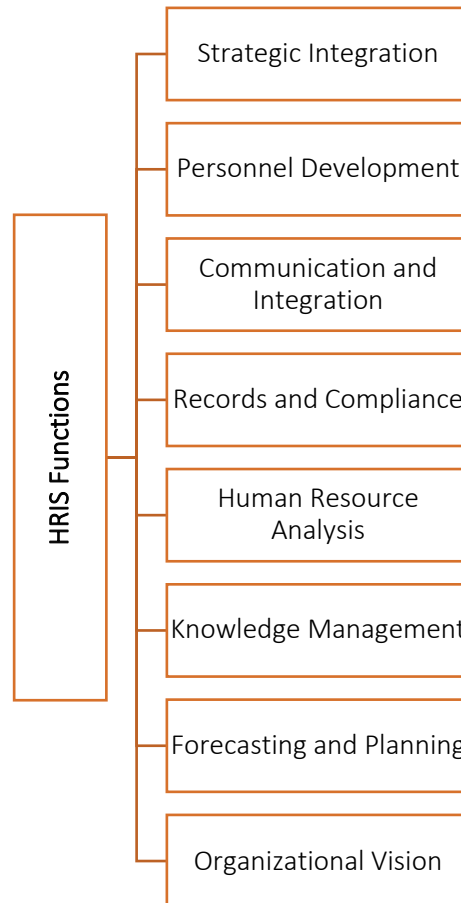 HRIS Functions
Strategic Integration
Personnel Development
Communication and
Integration
Records and Compliance
Human Resource
Analysis
Knowledge Management
Forecasting and Planning
Organizational Vision